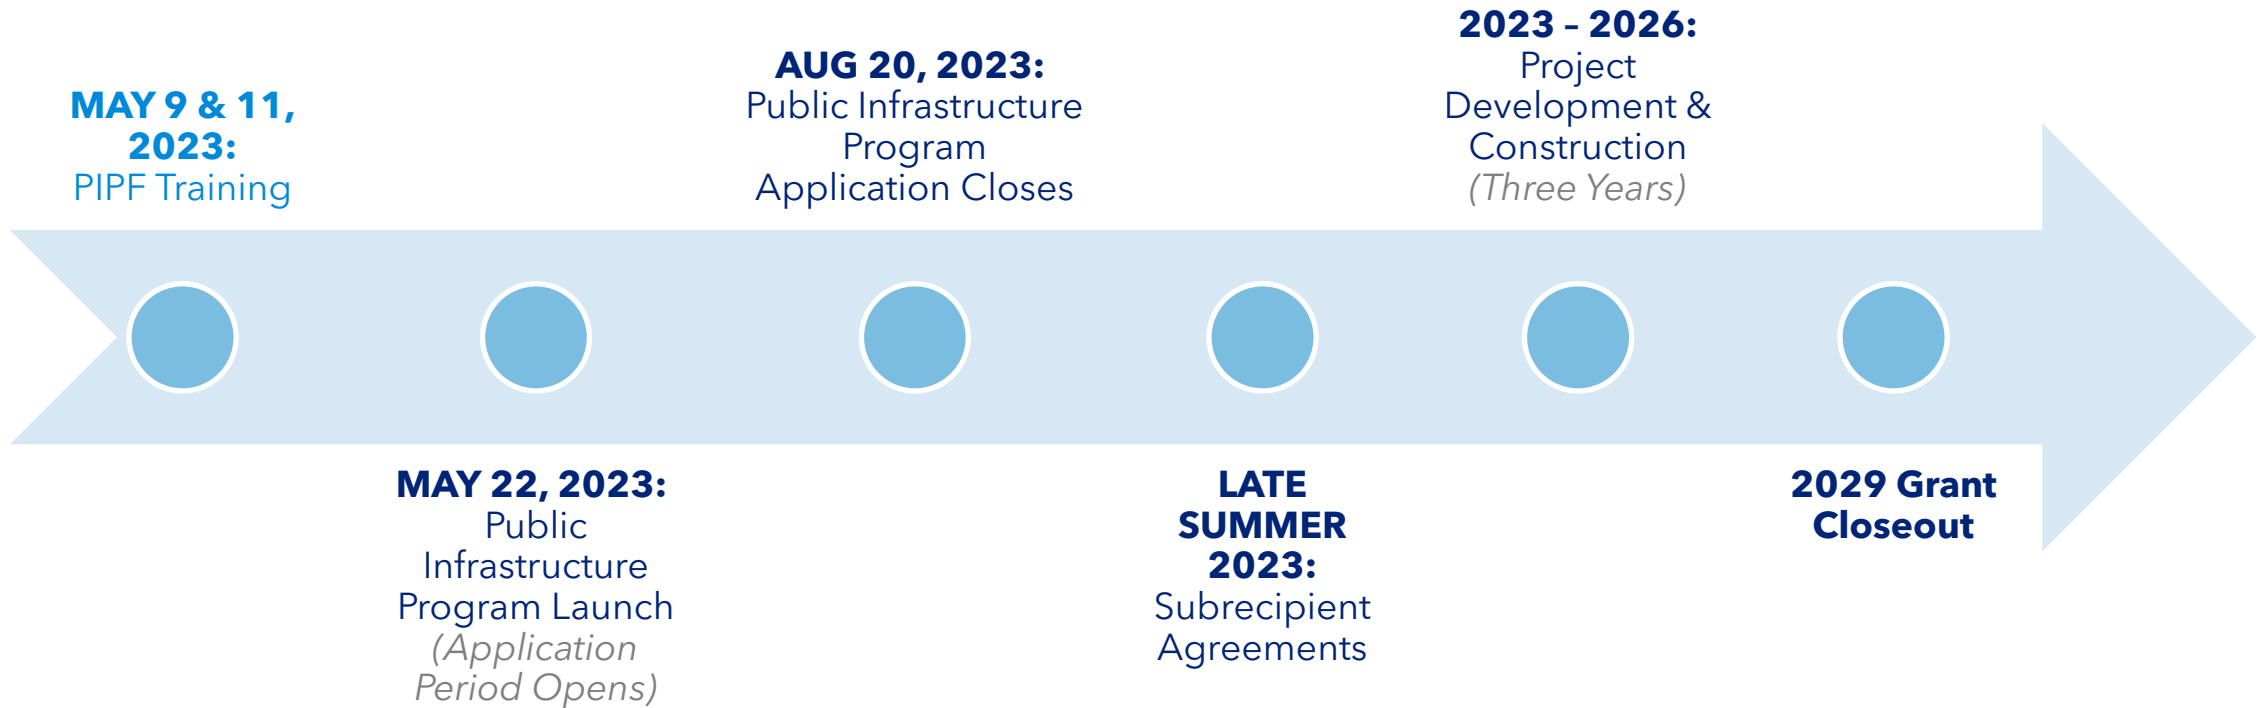 MAY 9 & 11,
2023:
PIPF Training
MAY 22, 2023:
Public
Infrastructure
Program Launch
(Application
Period Opens)
AUG 20, 2023:
Public Infrastructure
Program
Application Closes
LATE
SUMMER
2023:
Subrecipient
Agreements
2023 – 2026:
Project
Development &
Construction
(Three Years)
2029 Grant
Closeout